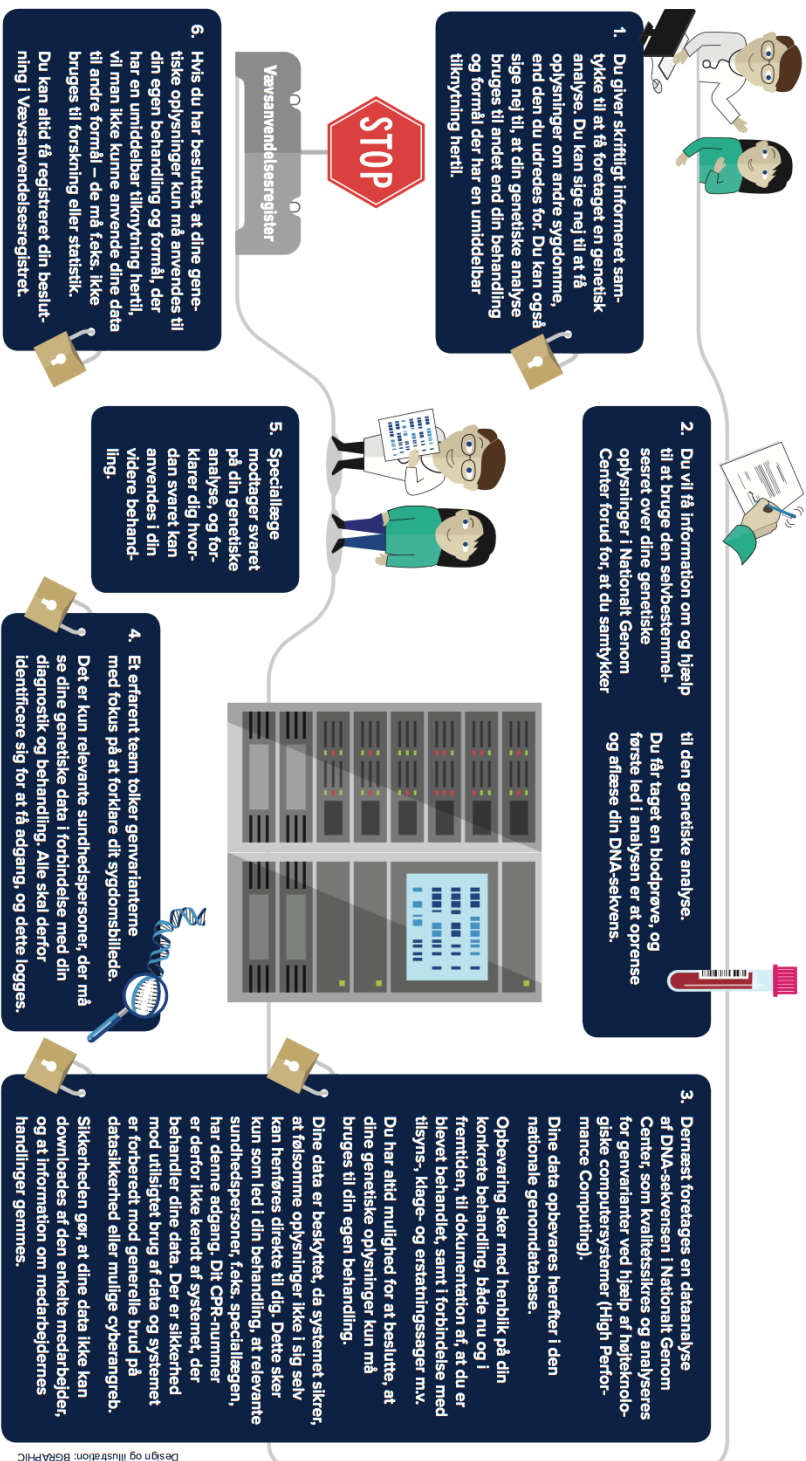 1. Du giver skriftligt informeret sam-
tykke til at få foretaget en genetisk
analyse. Du kan sige nej til at få
oplysninger om andre sygdomme,
end den du udredes for. Du kan også
sige nej til, at din genetiske analyse
bruges til andet end din behandling
og formål der har en umiddelbar
tilknytning hertil.
2. Du vil få information om og hjælp
til at bruge den selvbestemmel-
sesret over dine genetiske
oplysninger i Nationalt Genom
Center forud for, at du samtykker
til den genetiske analyse.
Du får taget en blodprøve, og
første led i analysen er at oprense
og aflæse din DNA-sekvens.
3. Dernæst foretages en dataanalyse
af DNA-sekvensen i Nationalt Genom
Center, som kvalitetssikres og analyseres
for genvarianter ved hjælp af højteknolo-
giske computersystemer (High Perfor-
mance Computing).
Dine data opbevares herefter i den
nationale genomdatabase.
Opbevaring sker med henblik på din
konkrete behandling, både nu og i
fremtiden, til dokumentation af, at du er
blevet behandlet, samt i forbindelse med
tilsyns-, klage- og erstatningssager m.v.
Du har altid mulighed for at beslutte, at
dine genetiske oplysninger kun må
bruges til din egen behandling.
Dine data er beskyttet, da systemet sikrer,
at følsomme oplysninger ikke i sig selv
kan henføres direkte til dig. Dette sker
kun som led i din behandling, at relevante
sundhedspersoner, f.eks. speciallægen,
har denne adgang. Dit CPR-nummer
er derfor ikke kendt af systemet, der
behandler dine data. Der er sikkerhed
mod utilsigtet brug af data og systemet
er forberedt mod generelle brud på
datasikkerhed eller mulige cyberangreb.
Sikkerheden gør, at dine data ikke kan
downloades af den enkelte medarbejder,
og at information om medarbejdernes
handlinger gemmes.
4. Et erfarent team tolker genvarianterne
med fokus på at forklare dit sygdomsbillede.
Det er kun relevante sundhedspersoner, der må
se dine genetiske data i forbindelse med din
diagnostik og behandling. Alle skal derfor
identificere sig for at få adgang, og dette logges.
5. Speciallæge
modtager svaret
på din genetiske
analyse, og for-
klarer dig hvor-
dan svaret kan
anvendes i din
videre behand-
ling.
STOP
Vævsanvendelsesregister
6. Hvis du har besluttet, at dine gene-
tiske oplysninger kun må anvendes til
din egen behandling og formål, der
har en umiddelbar tilknytning hertil,
vil man ikke kunne anvende dine data
til andre formål – de må f.eks. ikke
bruges til forskning eller statistik.
Du kan altid få registreret din beslut-
ning i Vævsanvendelsesregistret.
Design og illustration: BGRAPHIC